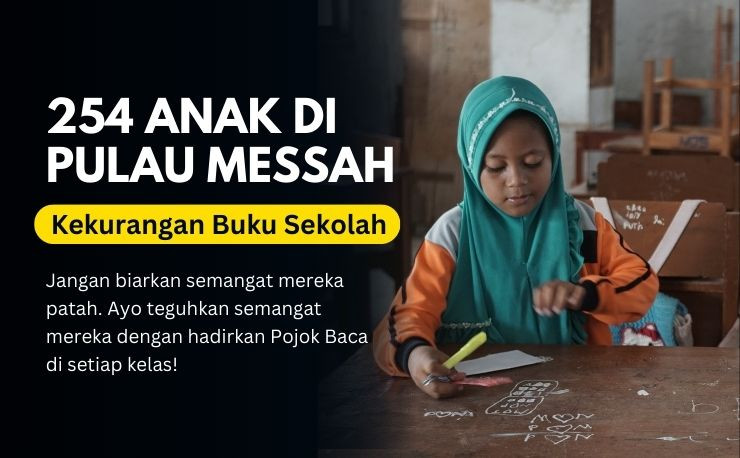 254 ANAK DI
PULAU MESSAH
Kekurangan Buku Sekolah
Jangan biarkan semangat mereka
patah. Ayo teguhkan semangat
mereka dengan hadirkan Pojok Baca
di setiap kelas!